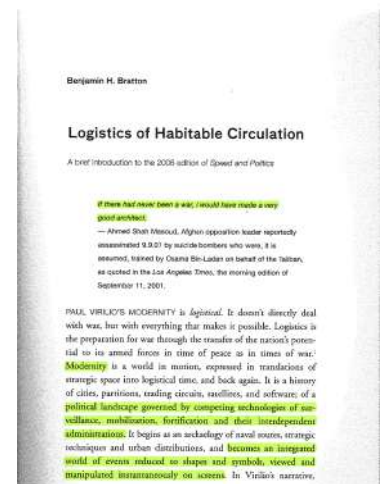 Benjamin H. Bratton
Logistics of Habitable Circulation
A brief introduction to the 2006 edition of Speed and Politics
If there had never been a war, I would have made a very
good architect.
— Ahmed Shah Masoud, Afghan opposition leader reportedly
assassinated 9.9.01 by suicide bombers who were, it is
assumed, trained by Osama Bin-Laden on behalf of the Taliban,
as quoted in the Los Angeles Times, the morning edition of
September 11, 2001.
PAUL VIRILIO'S MODERNITY is logistical. It doesn't directly deal
with war, but with everything that makes it possible. Logistics is
the preparation for war through the transfer of the nation's poten-
tial to its armed forces in time of peace as in times of war.¹
Modernity is a world in motion, expressed in translations of
strategic space into logistical time, and back again. It is a history
of cities, partitions, trading circuits, satellites, and software; of a
political landscape governed by competing technologies of sur-
veillance, mobilization, fortification and their interdependent
administrations. It begins as an archaeology of naval routes, strategic
techniques and urban distributions, and becomes an integrated
world of events reduced to shapes and symbols, viewed and
manipulated instantaneously on screens. In Virilio's narrative,